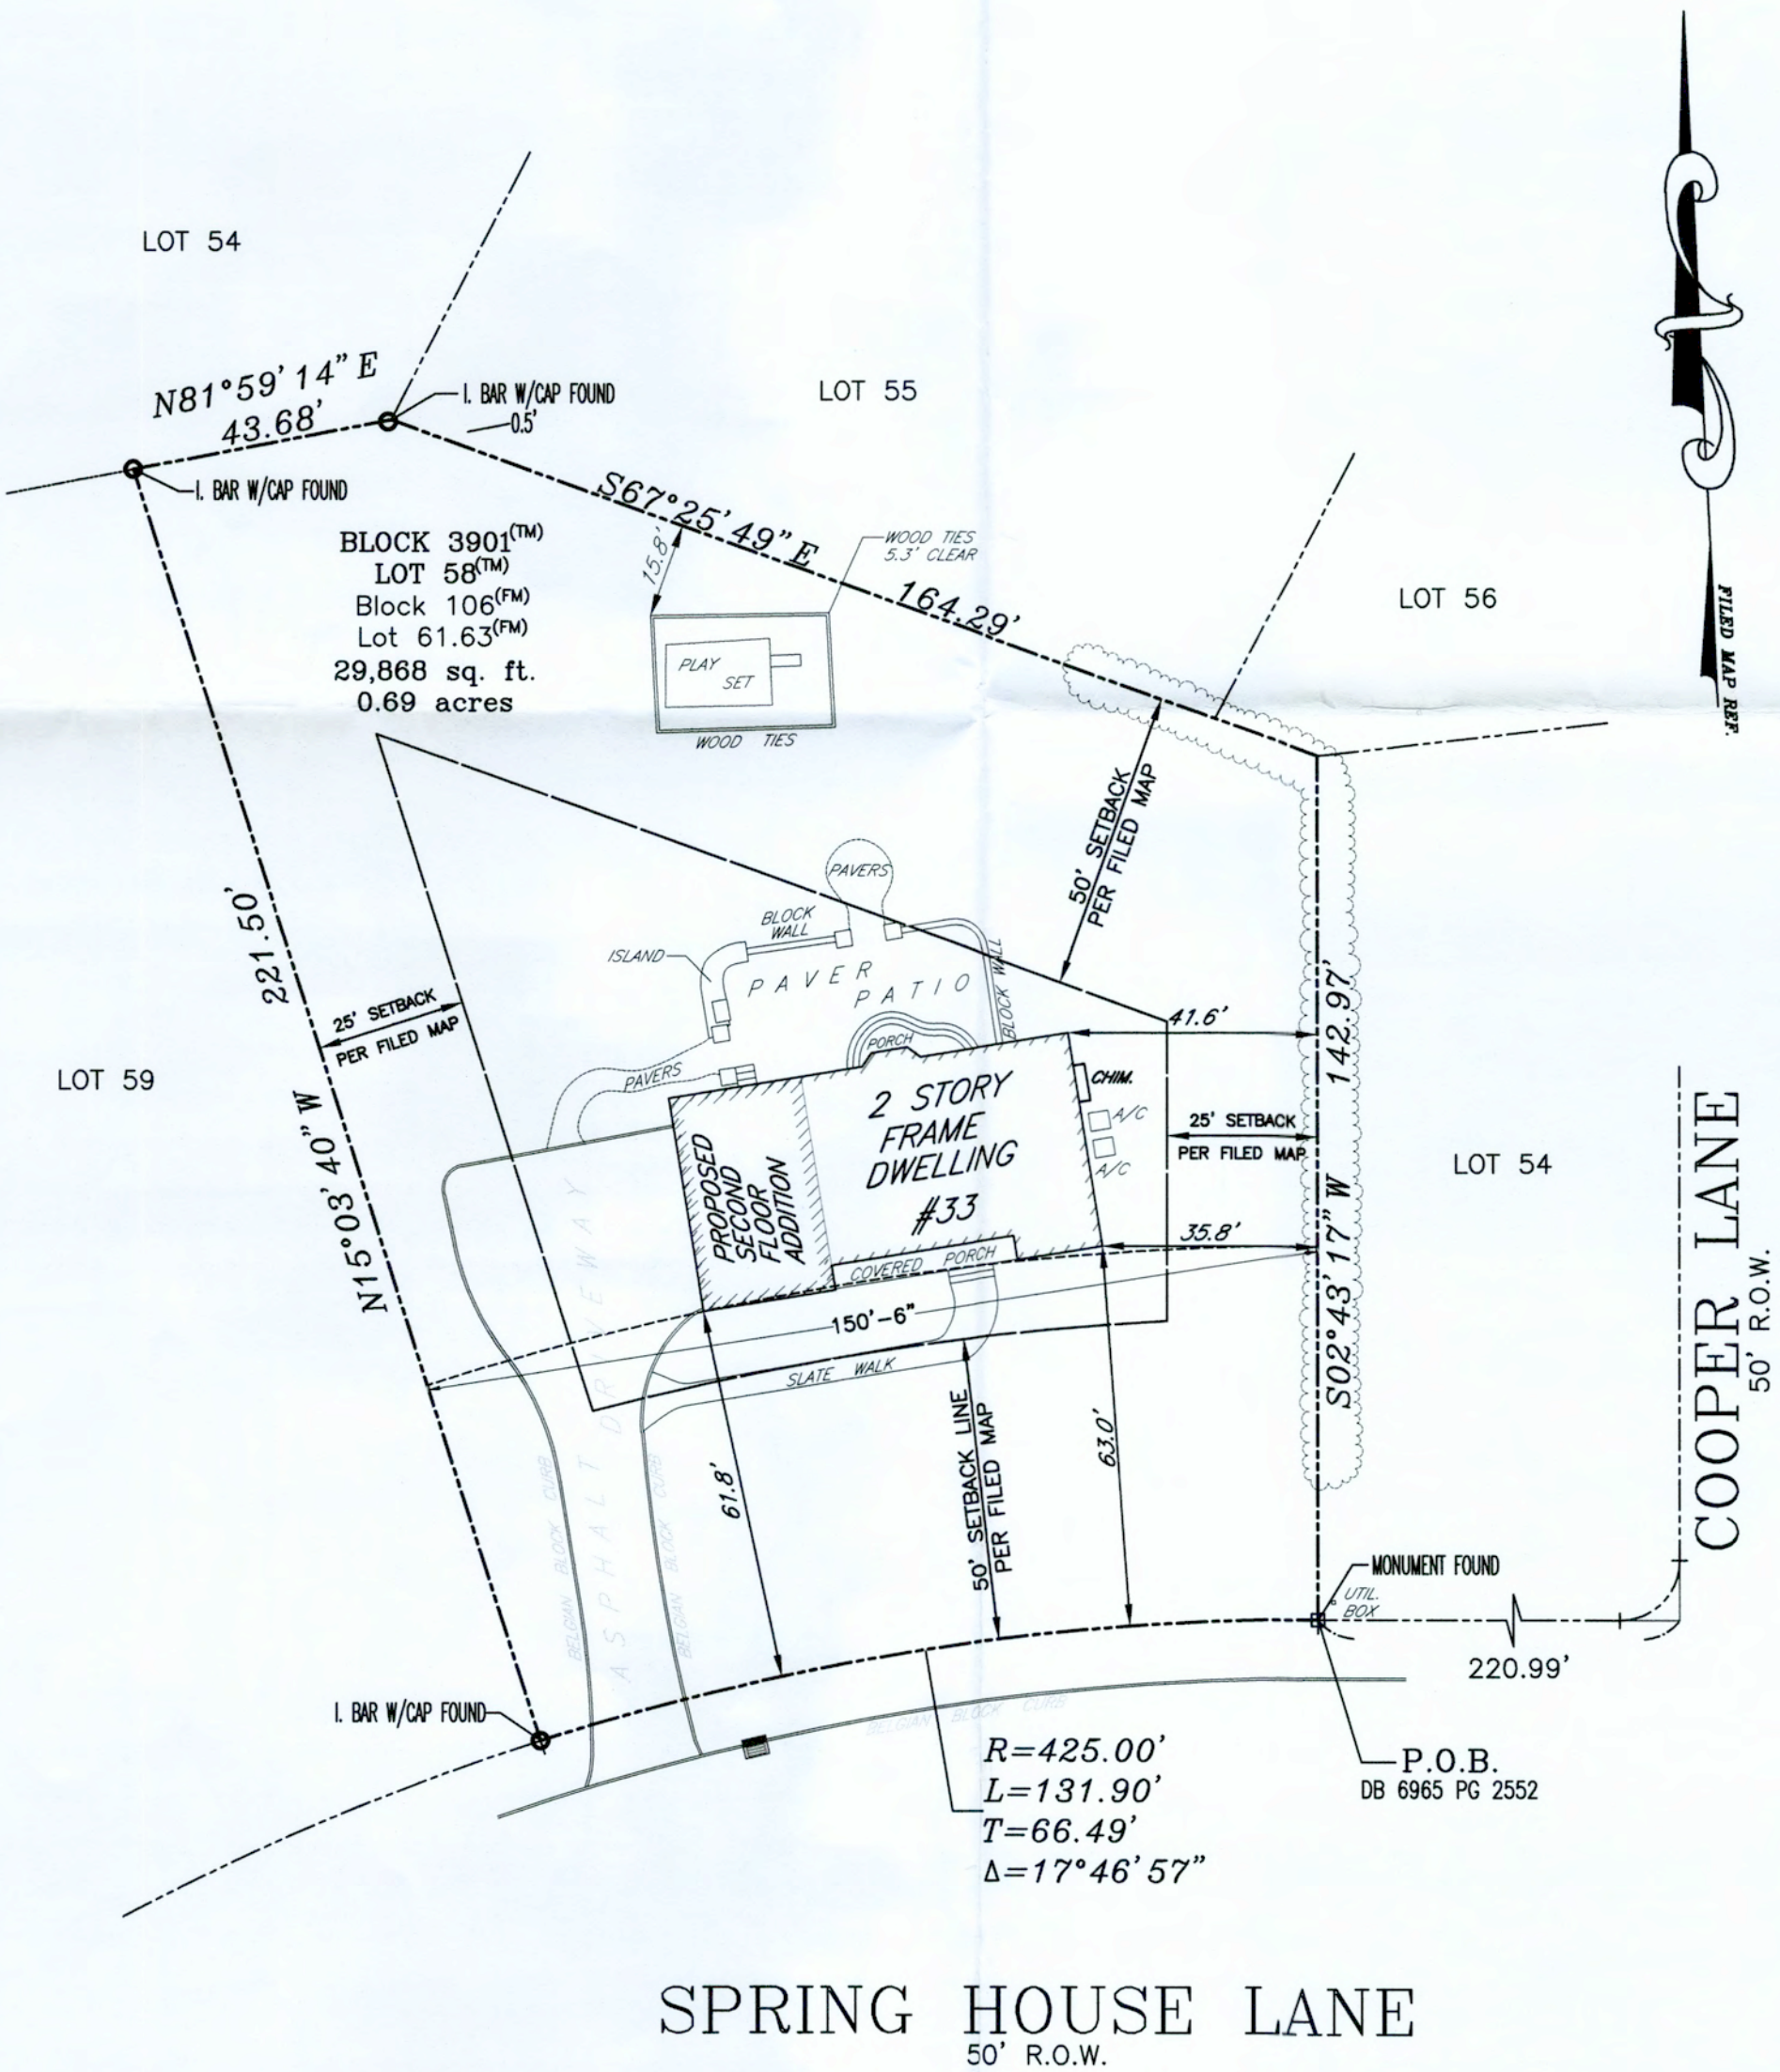 LOT 54
N81°59'14"E
43.68'
I. BAR W/CAP FOUND
0.5'
I. BAR W/CAP FOUND
LOT 55
S67°25'49"E
164.29'
15.8'
WOOD TIES
5.3' CLEAR
BLOCK 3901(TM)
LOT 58(TM)
Block 106(FM)
Lot 61.63(FM)
29,868 sq. ft.
0.69 acres
PLAY
SET
WOOD TIES
LOT 56
FILED MAP REF.
50' SETBACK
PER FILED MAP
PAVERS
BLOCK
WALL
ISLAND
PAVER
PATIO
BLOCK WALL
PORCH
PAVERS
221.50'
N15°03'40" W
25' SETBACK
PER FILED MAP
LOT 59
41.6'
142.97'
S02°43'17" W
2 STORY
FRAME
DWELLING
#33
CHIM.
A/C
A/C
25' SETBACK
PER FILED MAP
LOT 54
PROPOSED
SECOND
FLOOR
ADDITION
35.8'
COVERED PORCH
150'-6"
SLATE WALK
ASPHALT DRIVEWAY
BELGIAN BLOCK CURB
BELGIAN BLOCK CURB
61.8'
50' SETBACK LINE
PER FILED MAP
63.0'
COOPER LANE
50' R.O.W.
MONUMENT FOUND
UTIL.
BOX
220.99'
I. BAR W/CAP FOUND
BELGIAN BLOCK CURB
R=425.00'
L=131.90'
T=66.49'
Δ=17°46'57"
P.O.B.
DB 6965 PG 2552
SPRING HOUSE LANE
50' R.O.W.